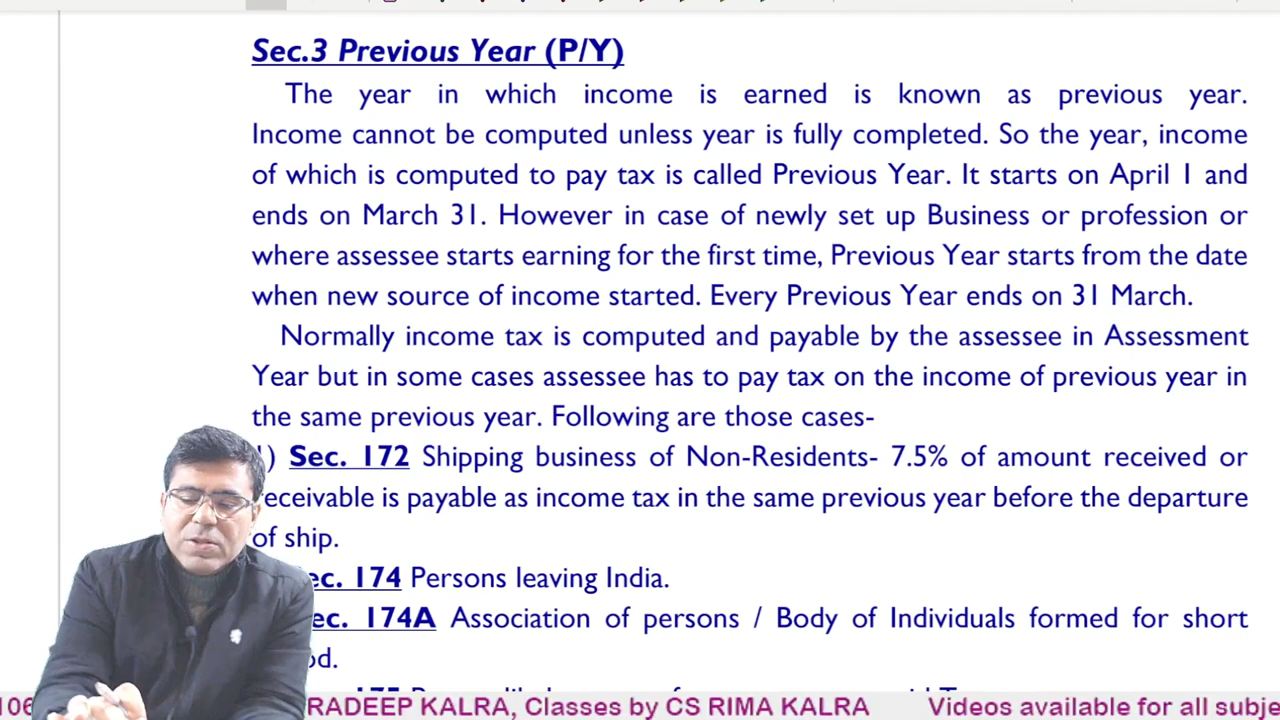 Sec.3 Previous Year (P/Y)
The year in which income is earned is known as previous year.
Income cannot be computed unless year is fully completed. So the year, income
of which is computed to pay tax is called Previous Year. It starts on April 1 and
ends on March 31. However in case of newly set up Business or profession or
where assessee starts earning for the first time, Previous Year starts from the date
when new source of income started. Every Previous Year ends on 31 March.
Normally income tax is computed and payable by the assessee in Assessment
Year but in some cases assessee has to pay tax on the income of previous year in
the same previous year. Following are those cases-
1) Sec. 172 Shipping business of Non-Residents- 7.5% of amount received or
receivable is payable as income tax in the same previous year before the departure
of ship.
Sec. 174 Persons leaving India.
Sec. 174A Association of persons / Body of Individuals formed for short
106 RADEEP KALRA, Classes by CS RIMA KALRA Videos available for all subje